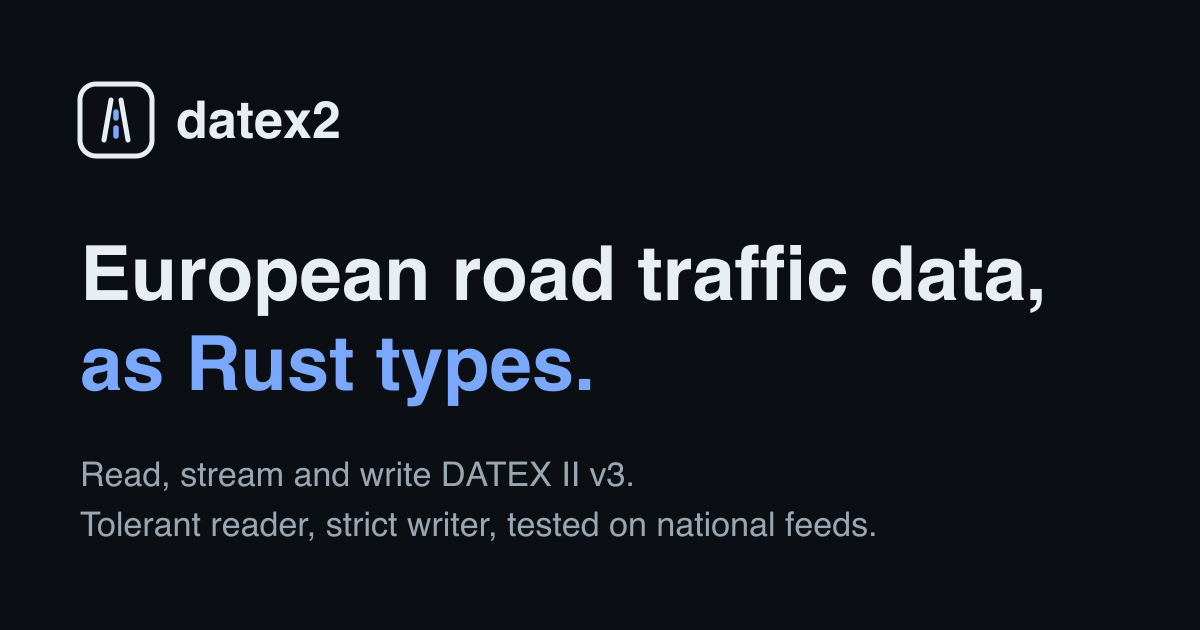 datex2
European road traffic data,
as Rust types.
Read, stream and write DATEX II v3.
Tolerant reader, strict writer, tested on national feeds.